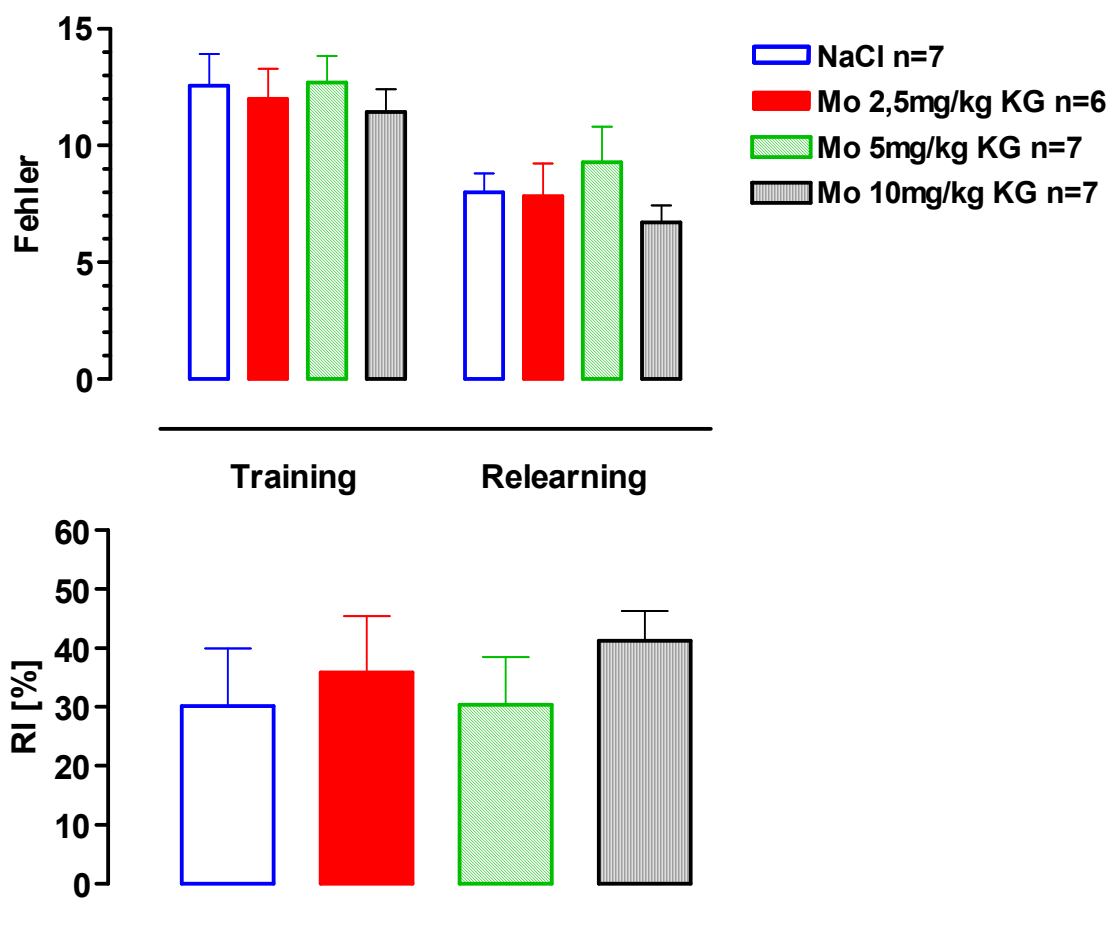 15
10
5
0
Fehler
NaCl n=7
Mo 2,5mg/kg KG n=6
Mo 5mg/kg KG n=7
Mo 10mg/kg KG n=7
Training Relearning
60
50
40
30
20
10
0
RI [%]